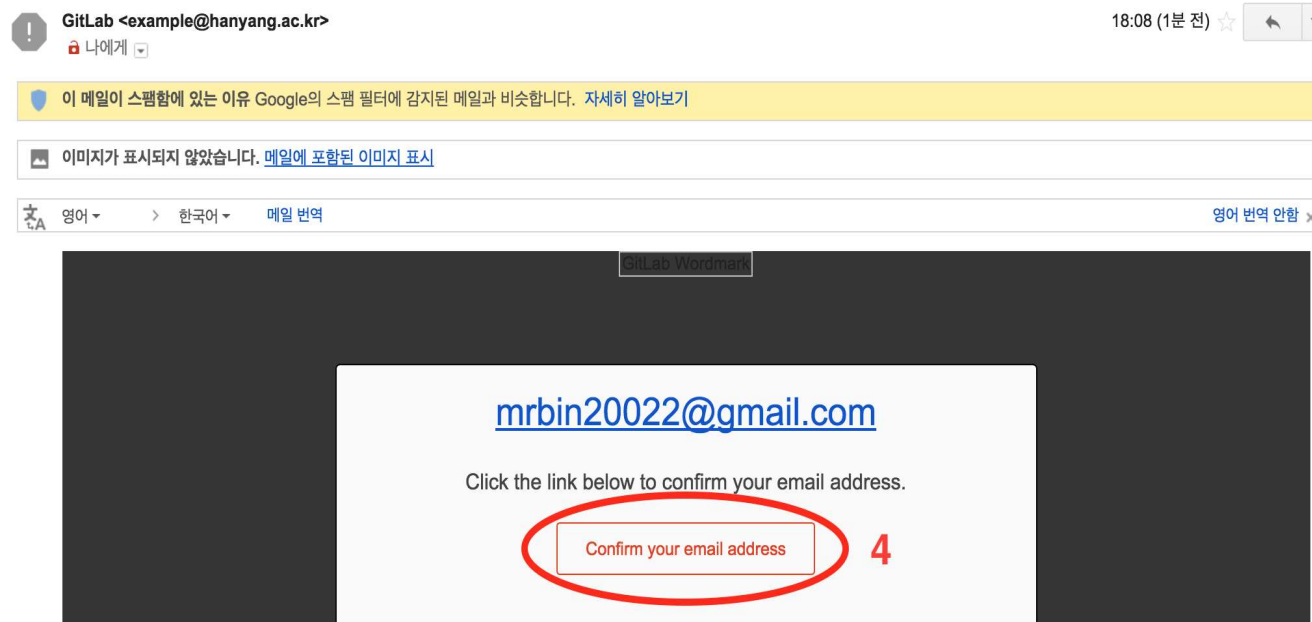 GitLab <example@hanyang.ac.kr>
18:08 (1분 전)
나에게
이 메일이 스팸함에 있는 이유 Google의 스팸 필터에 감지된 메일과 비슷합니다. 자세히 알아보기
이미지가 표시되지 않았습니다. 메일에 포함된 이미지 표시
영어 > 한국어 메일 번역 영어 번역 안함
GitLab Wordmark
mrbin20022@gmail.com
Click the link below to confirm your email address.
Confirm your email address
4